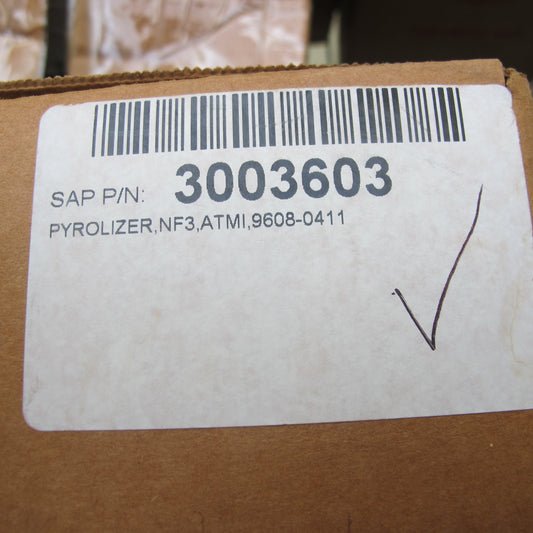 SAP P/N: 3003603
PYROLIZER,NF3,ATMI,9608-0411